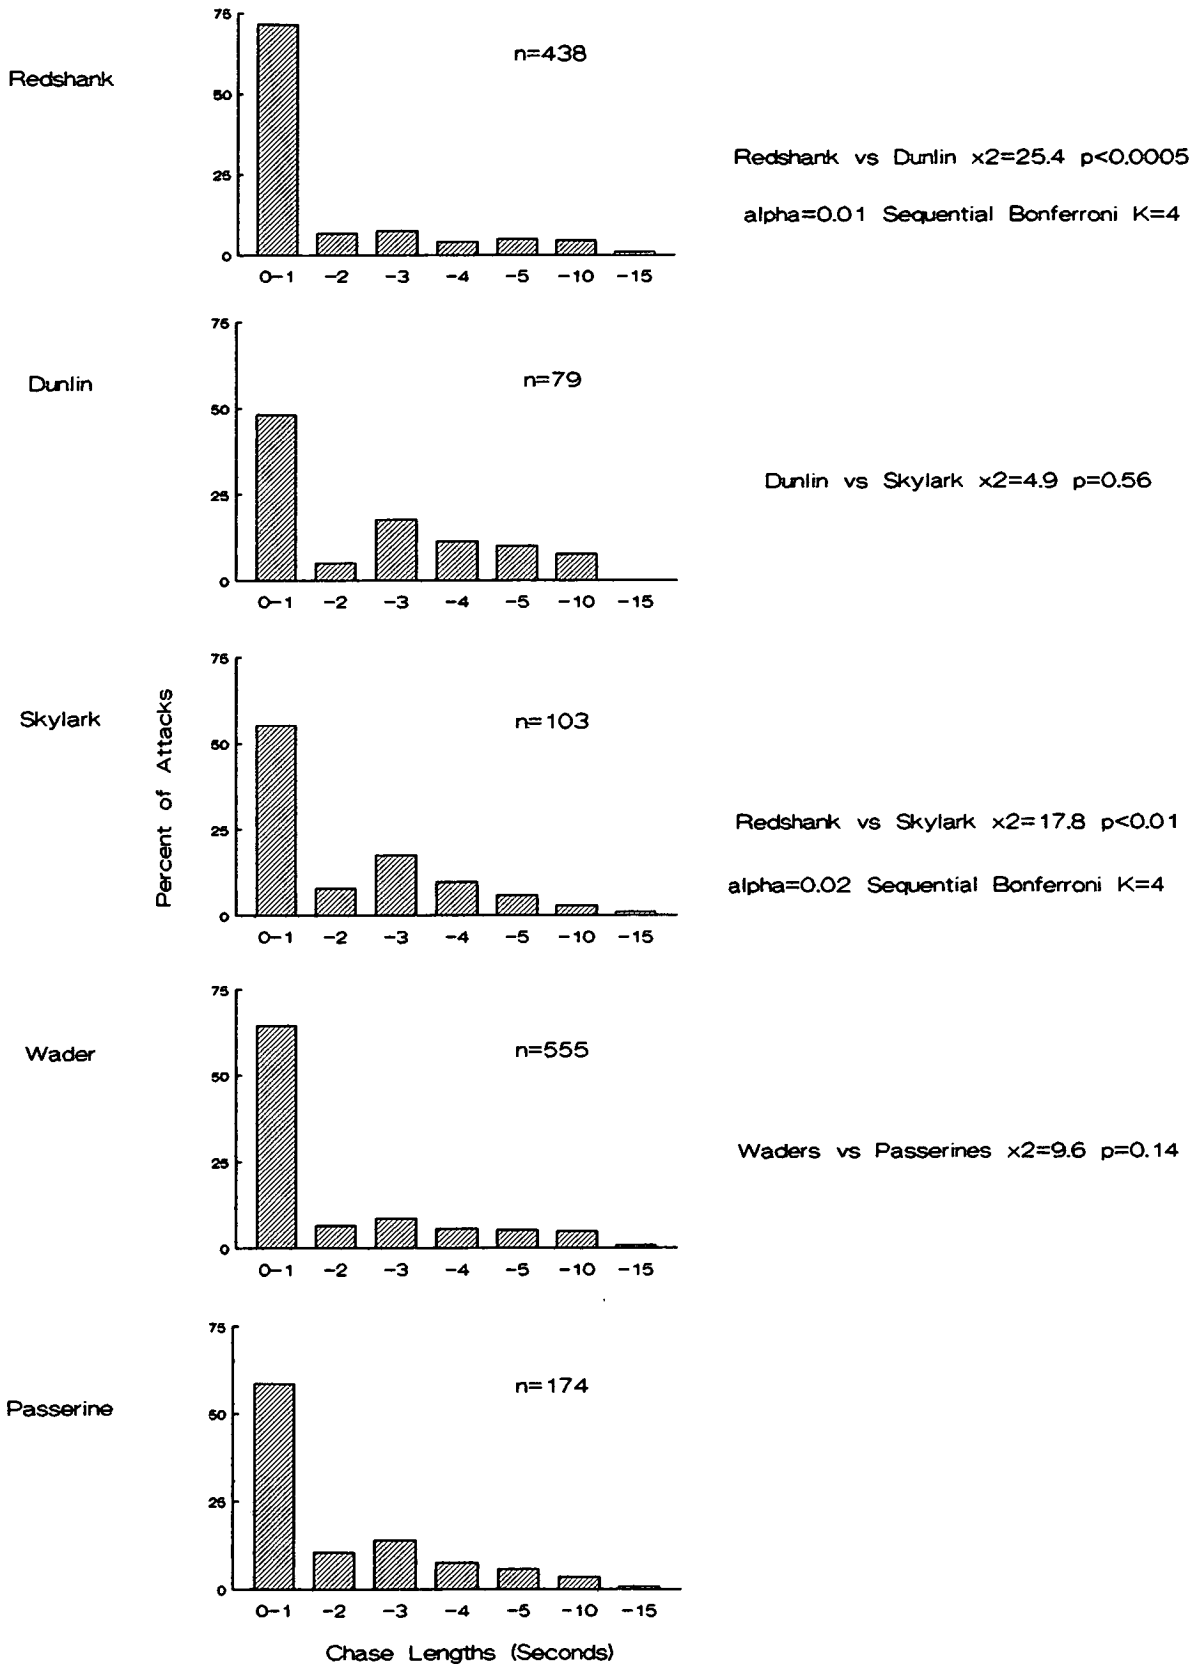 Redshank
75
50
25
0
n=438
0-1 -2 -3 -4 -5 -10 -15
Redshank vs Dunlin x2=25.4 p<0.0005
alpha=0.01 Sequential Bonferroni K=4
Dunlin
75
50
25
0
n=79
0-1 -2 -3 -4 -5 -10 -15
Dunlin vs Skylark x2=4.9 p=0.56
Skylark
Percent of Attacks
75
50
25
0
n=103
0-1 -2 -3 -4 -5 -10 -15
Redshank vs Skylark x2=17.8 p<0.01
alpha=0.02 Sequential Bonferroni K=4
Wader
75
50
25
0
n=555
0-1 -2 -3 -4 -5 -10 -15
Waders vs Passerines x2=9.6 p=0.14
Passerine
75
50
25
0
n=174
0-1 -2 -3 -4 -5 -10 -15
Chase Lengths (Seconds)